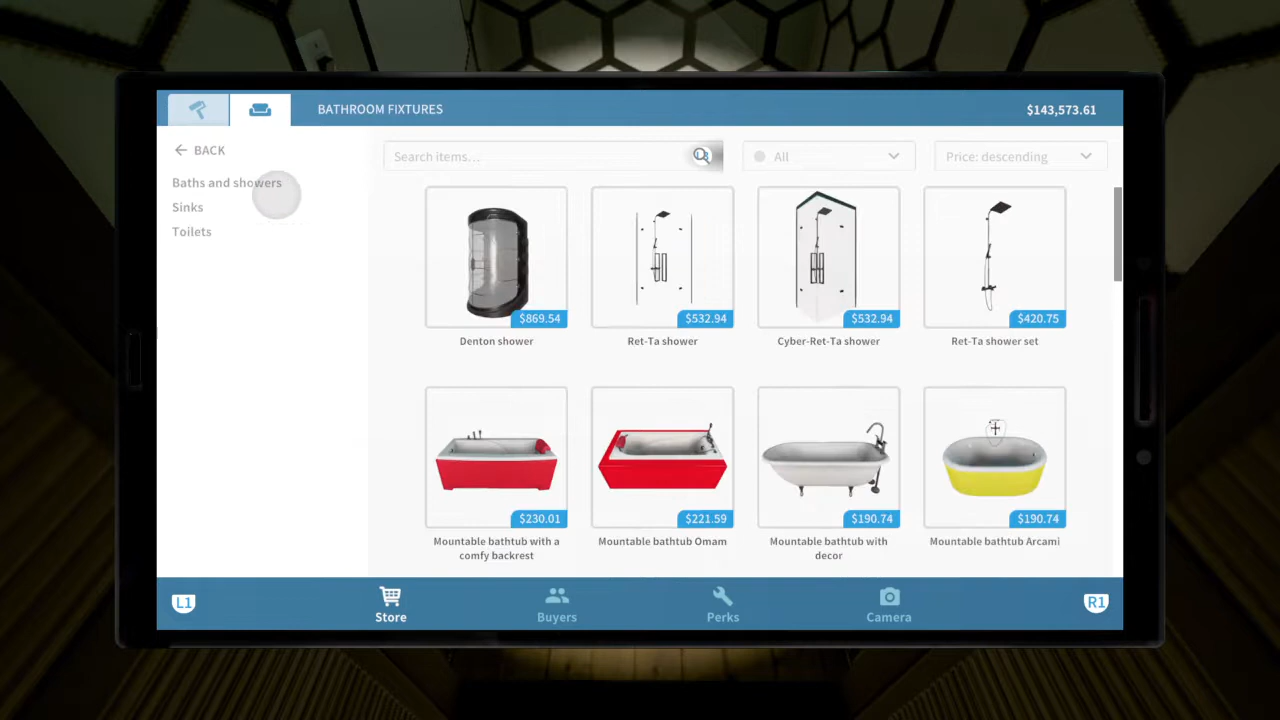 BATHROOM FIXTURES
$143,573.61
BACK
Baths and showers
Sinks
Toilets
Search items...
All
Price: descending
$869.54
$532.94
$532.94
$420.75
Denton shower
Ret-Ta shower
Cyber-Ret-Ta shower
Ret-Ta shower set
$230.01
$221.59
$190.74
$190.74
Mountable bathtub with a
comfy backrest
Mountable bathtub Omam
Mountable bathtub with
decor
Mountable bathtub Arcami
L1
Store
Buyers
Perks
Camera
R1